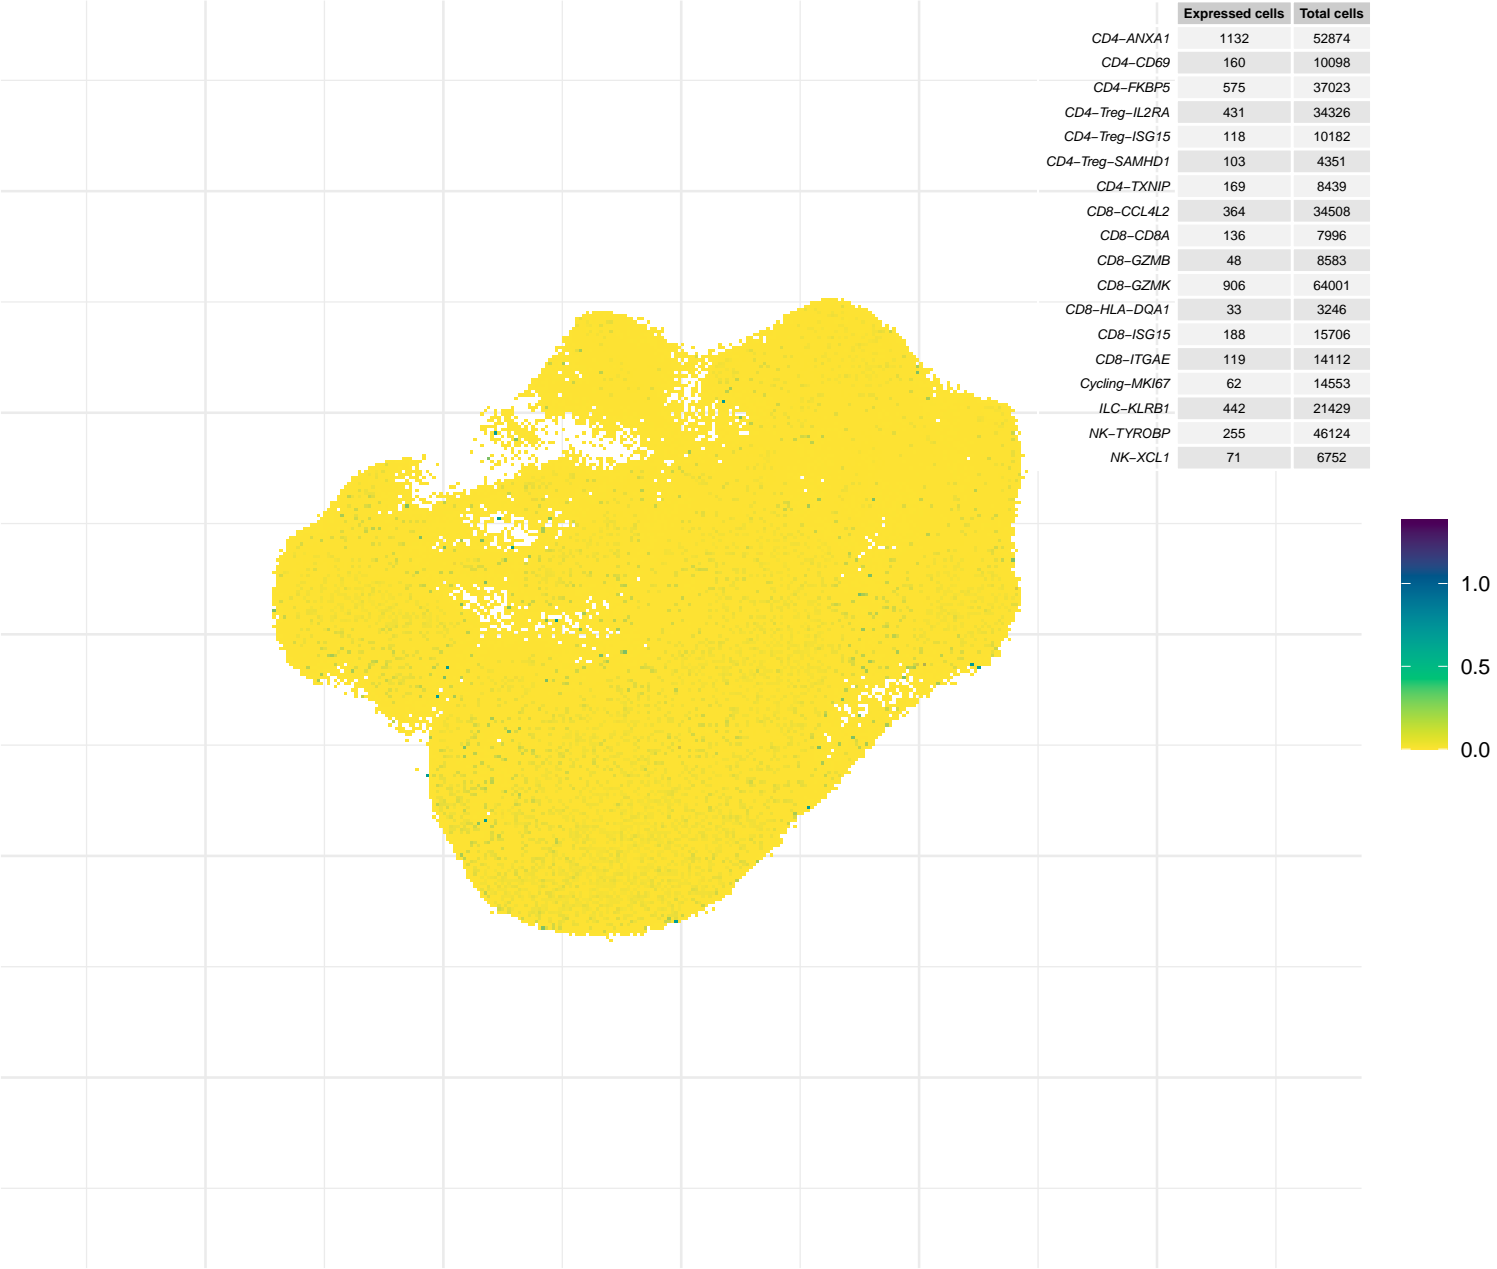 Expressed cells Total cells
CD4−ANXA1 1132 52874
CD4−CD69 160 10098
CD4−FKBP5 575 37023
CD4−Treg−IL2RA 431 34326
CD4−Treg−ISG15 118 10182
CD4−Treg−SAMHD1 103 4351
CD4−TXNIP 169 8439
CD8−CCL4L2 364 34508
CD8−CD8A 136 7996
CD8−GZMB 48 8583
CD8−GZMK 906 64001
CD8−HLA−DQA1 33 3246
CD8−ISG15 188 15706
CD8−ITGAE 119 14112
Cycling−MKI67 62 14553
ILC−KLRB1 442 21429
NK−TYROBP 255 46124
NK−XCL1 71 6752
1.0
0.5
0.0